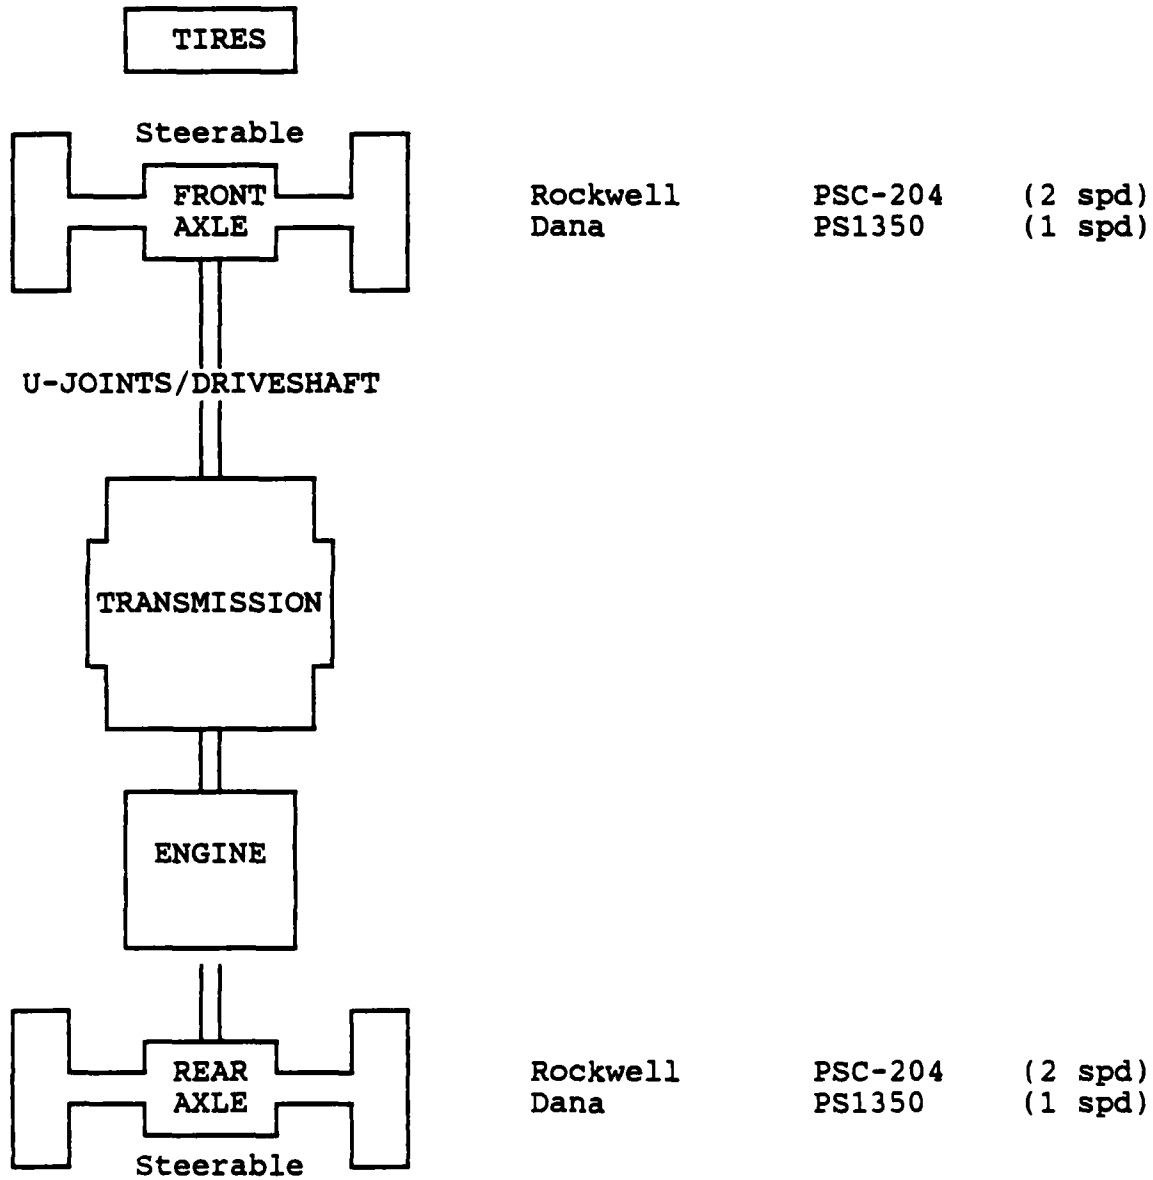 TIRES
Steerable
FRONT AXLE
Rockwell PSC-204 (2 spd)
Dana PS1350 (1 spd)
U-JOINTS/DRIVESHAFT
TRANSMISSION
ENGINE
REAR AXLE
Rockwell PSC-204 (2 spd)
Dana PS1350 (1 spd)
Steerable